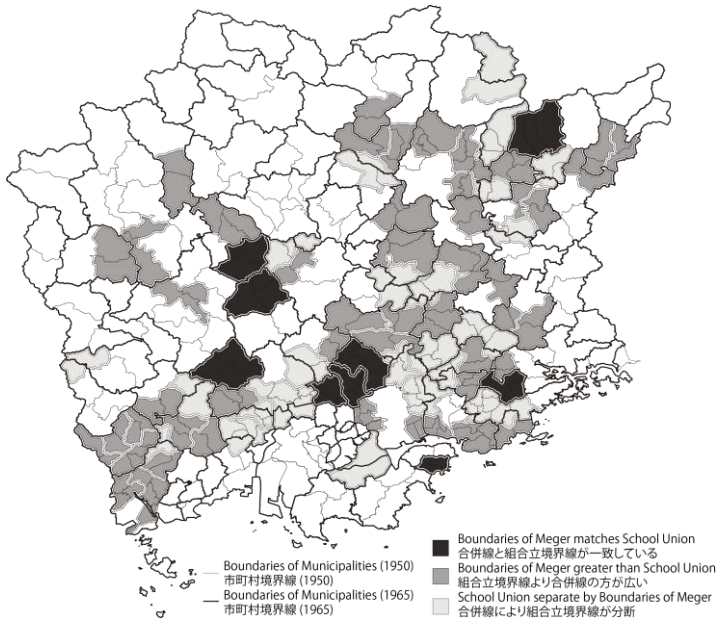 Boundaries of Municipalities (1950)
市町村境界線 (1950)
Boundaries of Municipalities (1965)
市町村境界線 (1965)
Boundaries of Meger matches School Union
合併線と組合立境界線が一致している
Boundaries of Meger greater than School Union
組合立境界線より合併線の方が広い
School Union separate by Boundaries of Meger
合併線により組合立境界線が分断